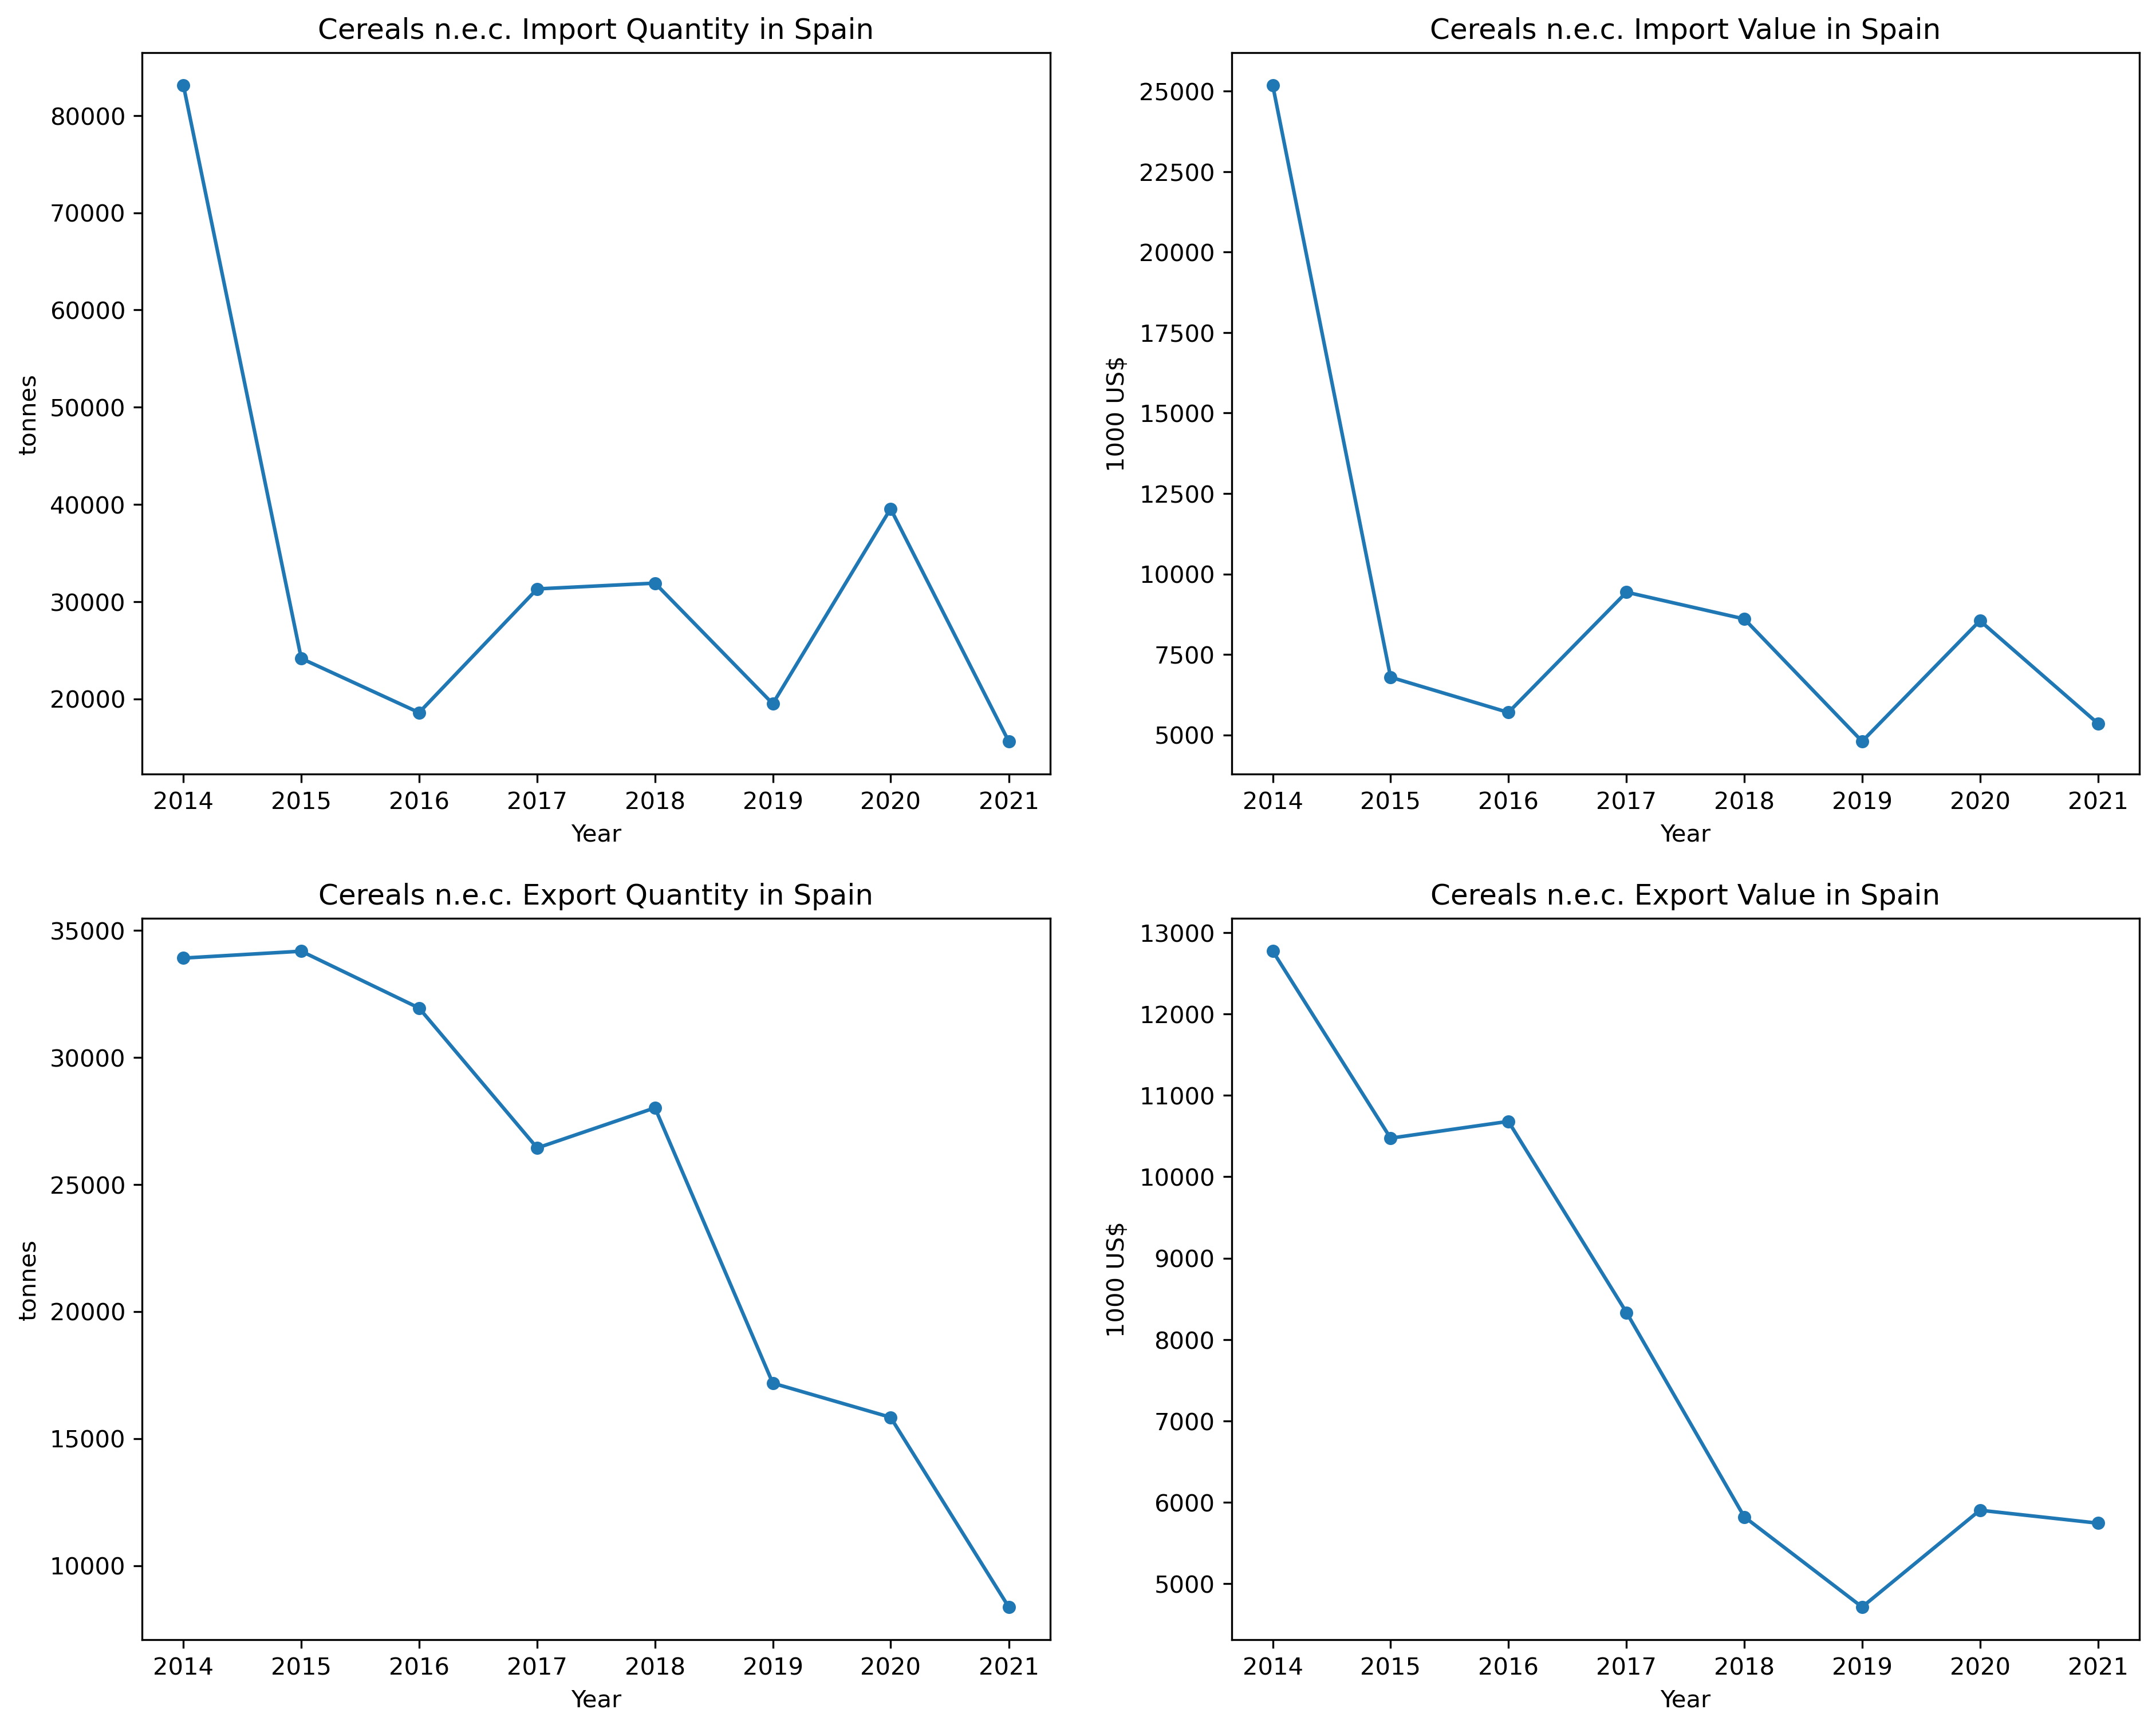 Cereals n.e.c. Import Quantity in Spain
80000
70000
60000
50000
40000
30000
20000
tonnes
2014 2015 2016 2017 2018 2019 2020 2021
Year
Cereals n.e.c. Import Value in Spain
25000
22500
20000
17500
15000
12500
10000
7500
5000
1000 US$
2014 2015 2016 2017 2018 2019 2020 2021
Year
Cereals n.e.c. Export Quantity in Spain
35000
30000
25000
20000
15000
10000
tonnes
2014 2015 2016 2017 2018 2019 2020 2021
Year
Cereals n.e.c. Export Value in Spain
13000
12000
11000
10000
9000
8000
7000
6000
5000
1000 US$
2014 2015 2016 2017 2018 2019 2020 2021
Year